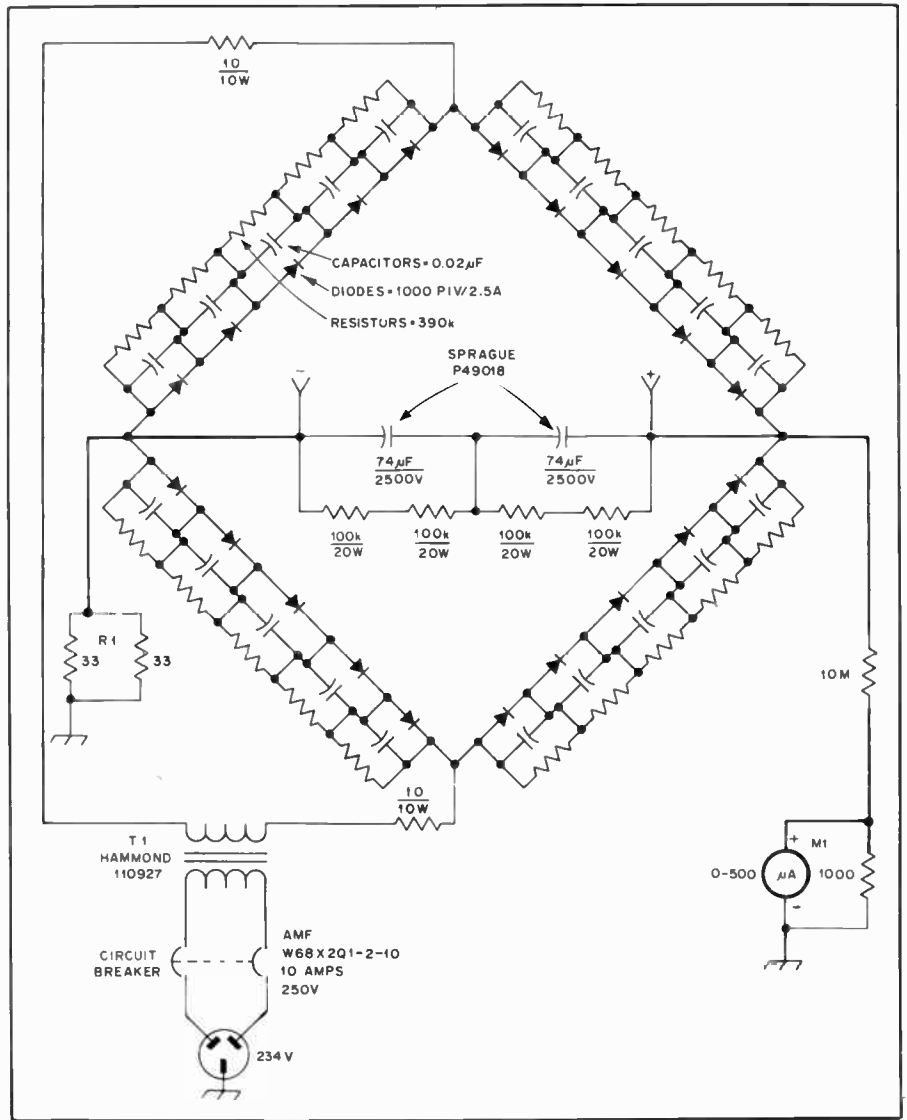 10
10W
CAPACITORS = 0.02µF
DIODES = 1000 PIV/2.5A
RESISTORS = 390k
SPRAGUE
P49018
-
+
74µF
2500V
74µF
2500V
100k
20W
100k
20W
100k
20W
100k
20W
R1
33
33
10M
10
10W
T1
HAMMOND
110927
+
M1
0-500
µA
1000
-
CIRCUIT
BREAKER
AMF
W68X2Q1-2-10
10 AMPS
250V
234V